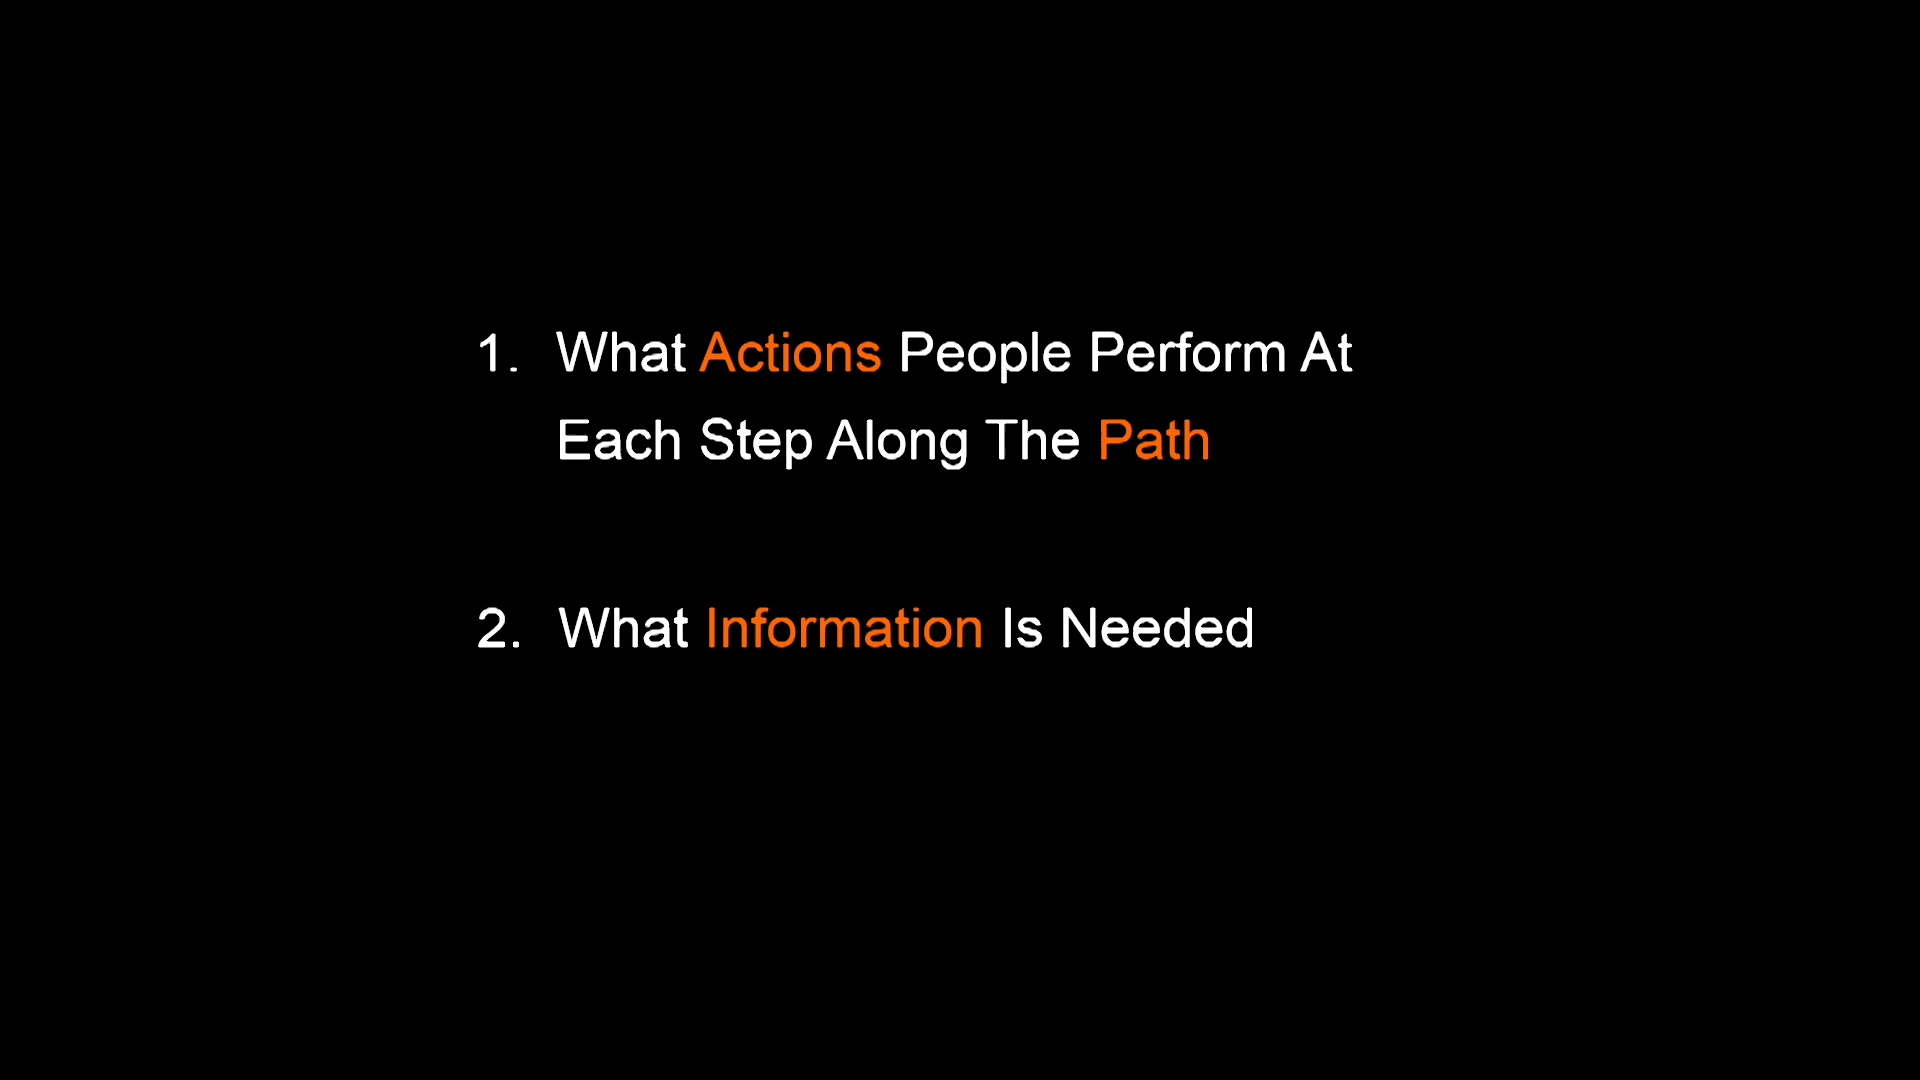 1. What Actions People Perform At
Each Step Along The Path
2. What Information Is Needed